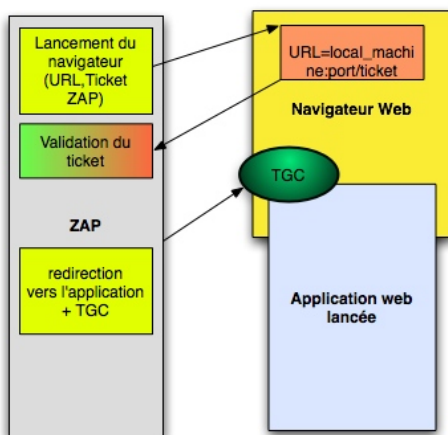 Lancement du
navigateur
(URL,Ticket
ZAP)
URL=local_machi
ne:port/ticket
Navigateur Web
Validation du
ticket
TGC
ZAP
redirection
vers l'application
+ TGC
Application web
lancée